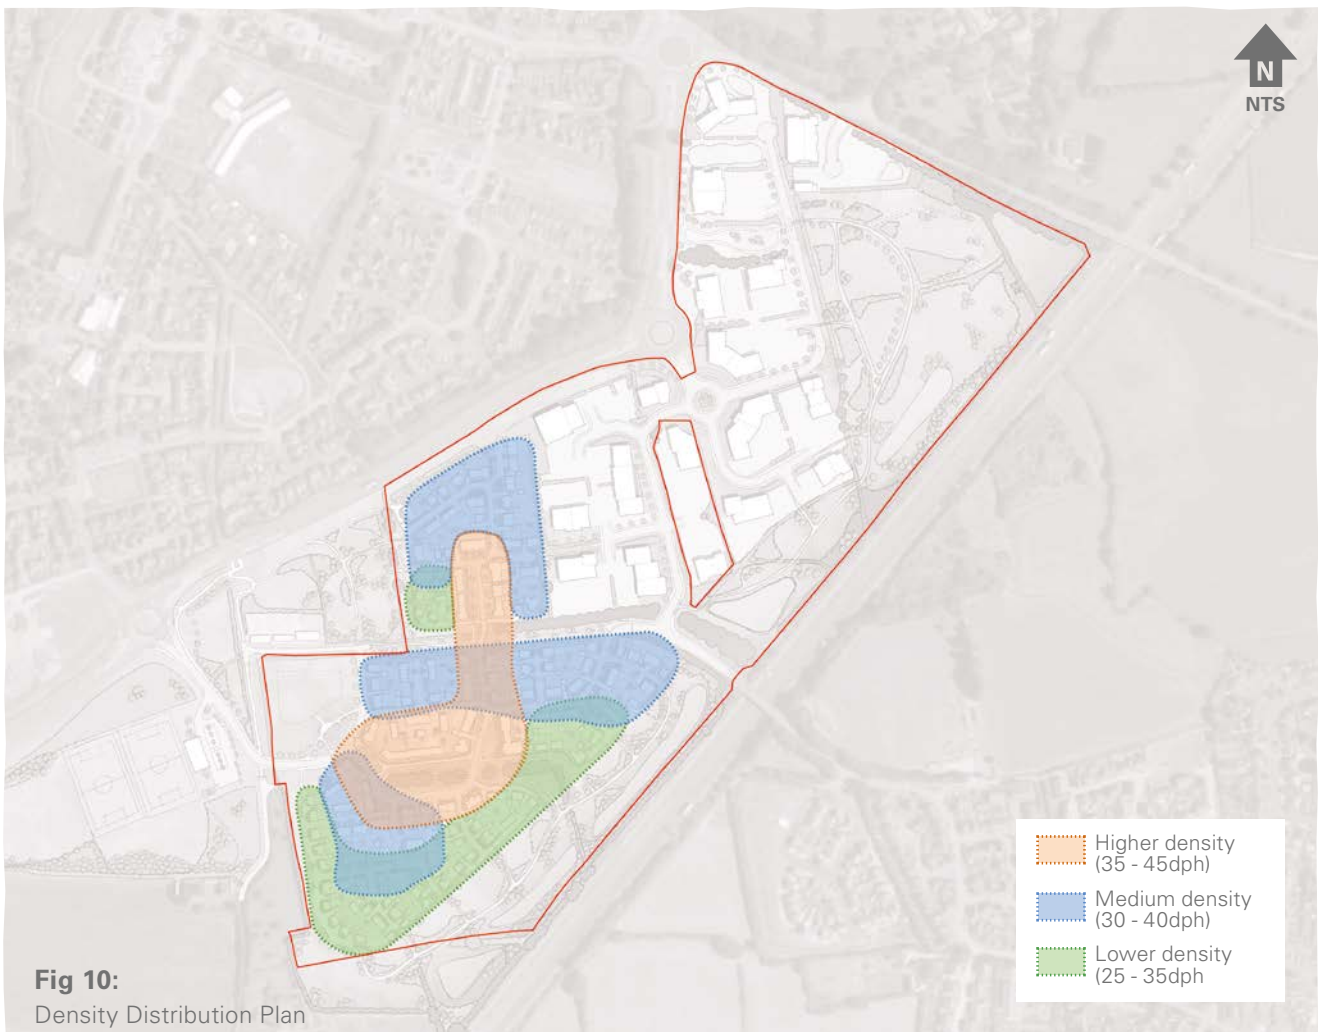 N
NTS
Higher density
(35 - 45dph)
Medium density
(30 - 40dph)
Lower density
(25 - 35dph
Fig 10:
Density Distribution Plan